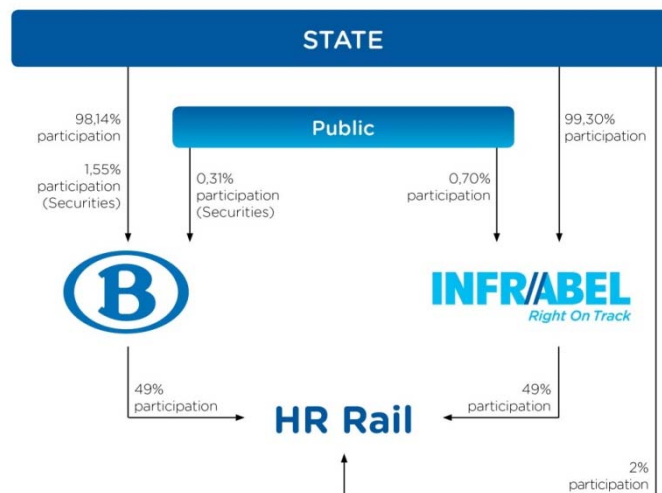 STATE
98,14%
participation
1,55%
participation
(Securities)
Public
99,30%
participation
0,31%
participation
(Securities)
0,70%
participation
B
INFRABEL
Right On Track
49%
participation
HR Rail
49%
participation
2%
participation